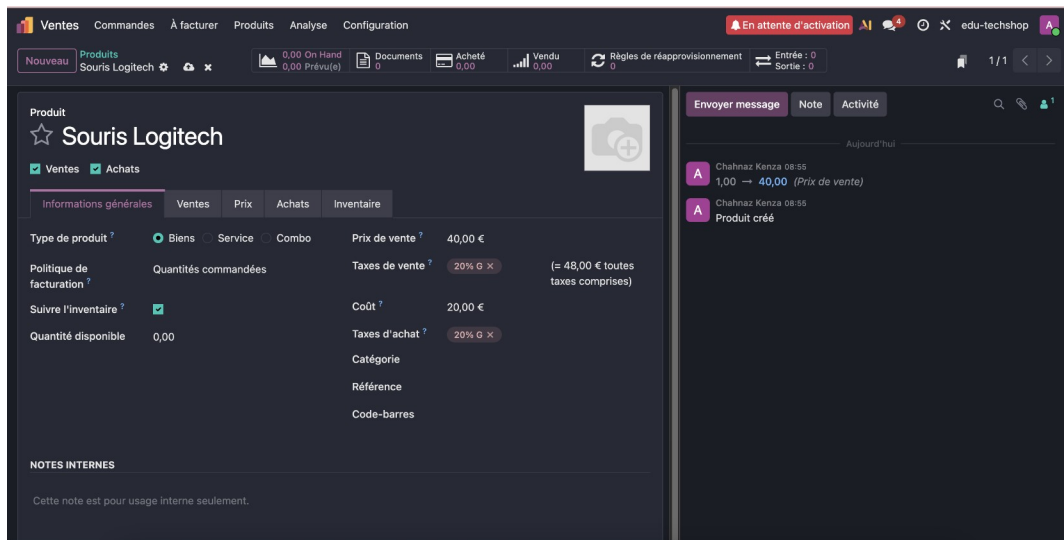 Ventes Commandes À facturer Produits Analyse Configuration En attente d'activation AI 4 edu-techshop A
Nouveau Produits Souris Logitech
0,00 On Hand
0,00 Prévu(e)
Documents
0
Acheté
0,00
Vendu
0,00
Règles de réapprovisionnement
0
Entrée : 0
Sortie : 0
1/1
Produit
Souris Logitech
Ventes Achats
Informations générales Ventes Prix Achats Inventaire
Type de produit ? Biens Service Combo
Politique de
facturation ?
Quantités commandées
Suivre l'inventaire ?
Quantité disponible 0,00
Prix de vente ? 40,00 €
Taxes de vente ? 20% G × (= 48,00 € toutes
taxes comprises)
Coût ? 20,00 €
Taxes d'achat ? 20% G ×
Catégorie
Référence
Code-barres
NOTES INTERNES
Cette note est pour usage interne seulement.
Envoyer message Note Activité 1
Aujourd'hui
A
Chahnaz Kenza 08:55
1,00 → 40,00 (Prix de vente)
A
Chahnaz Kenza 08:55
Produit créé